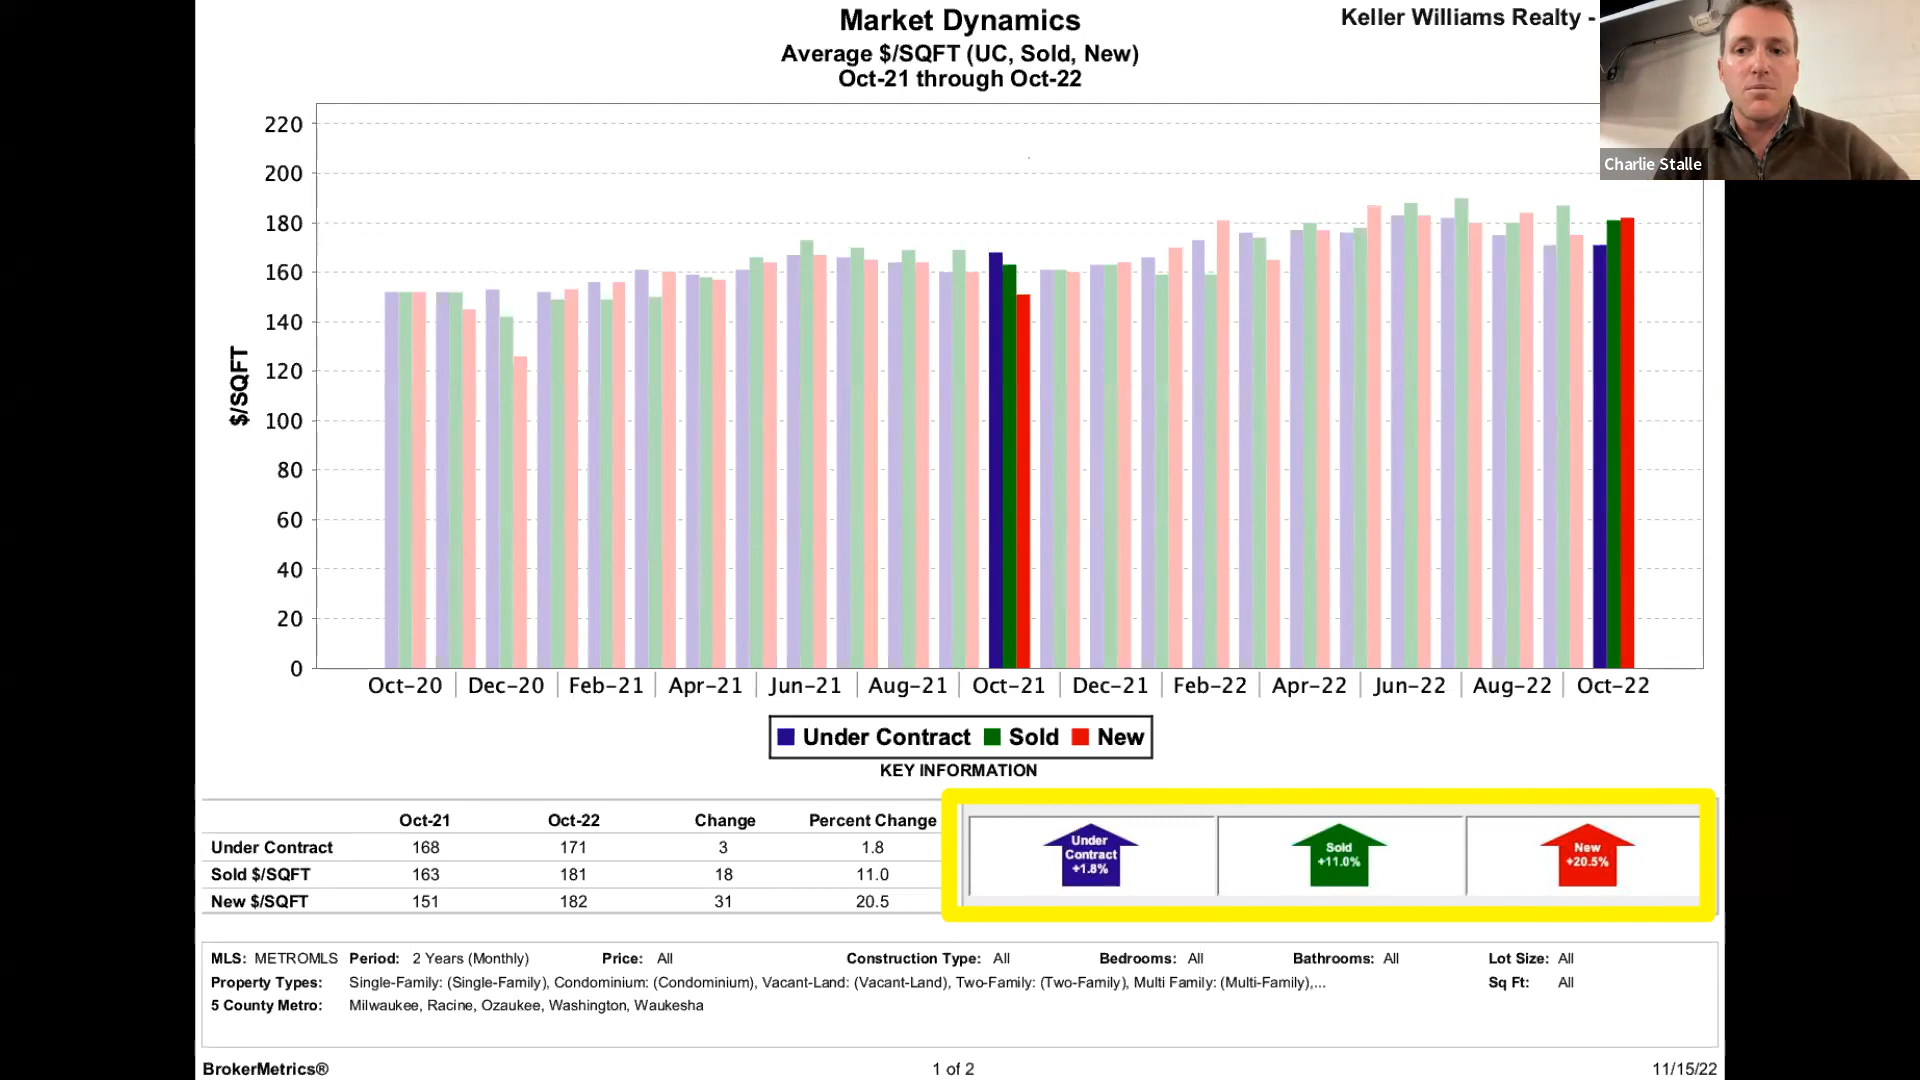 Market Dynamics
Keller Williams Realty -
Average $/SQFT (UC, Sold, New)
Oct-21 through Oct-22
Charlie Stalle
220
200
180
160
140
120
100
80
60
40
20
0
$/SQFT
Oct-20 Dec-20 Feb-21 Apr-21 Jun-21 Aug-21 Oct-21 Dec-21 Feb-22 Apr-22 Jun-22 Aug-22 Oct-22
Under Contract Sold New
KEY INFORMATION
Oct-21 Oct-22 Change Percent Change
Under Contract 168 171 3 1.8
Sold $/SQFT 163 181 18 11.0
New $/SQFT 151 182 31 20.5
Under
Contract
+1.8%
Sold
+11.0%
New
+20.5%
MLS: METROMLS Period: 2 Years (Monthly) Price: All Construction Type: All Bedrooms: All Bathrooms: All Lot Size: All
Property Types: Single-Family: (Single-Family), Condominium: (Condominium), Vacant-Land: (Vacant-Land), Two-Family: (Two-Family), Multi Family: (Multi-Family),... Sq Ft: All
5 County Metro: Milwaukee, Racine, Ozaukee, Washington, Waukesha
BrokerMetrics® 1 of 2 11/15/22